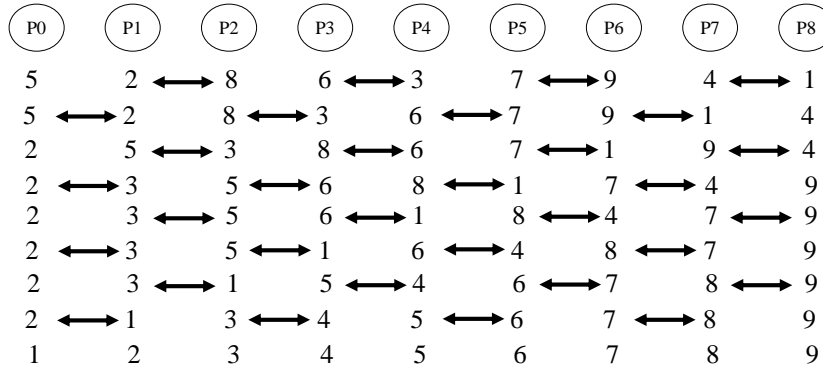 P0 P1 P2 P3 P4 P5 P6 P7 P8
5 2 8 6 3 7 9 4 1
5 2 8 3 6 7 9 1 4
2 5 3 8 6 7 1 9 4
2 3 5 6 8 1 7 4 9
2 3 5 6 1 8 4 7 9
2 3 5 1 6 4 8 7 9
2 3 1 5 4 6 7 8 9
2 1 3 4 5 6 7 8 9
1 2 3 4 5 6 7 8 9